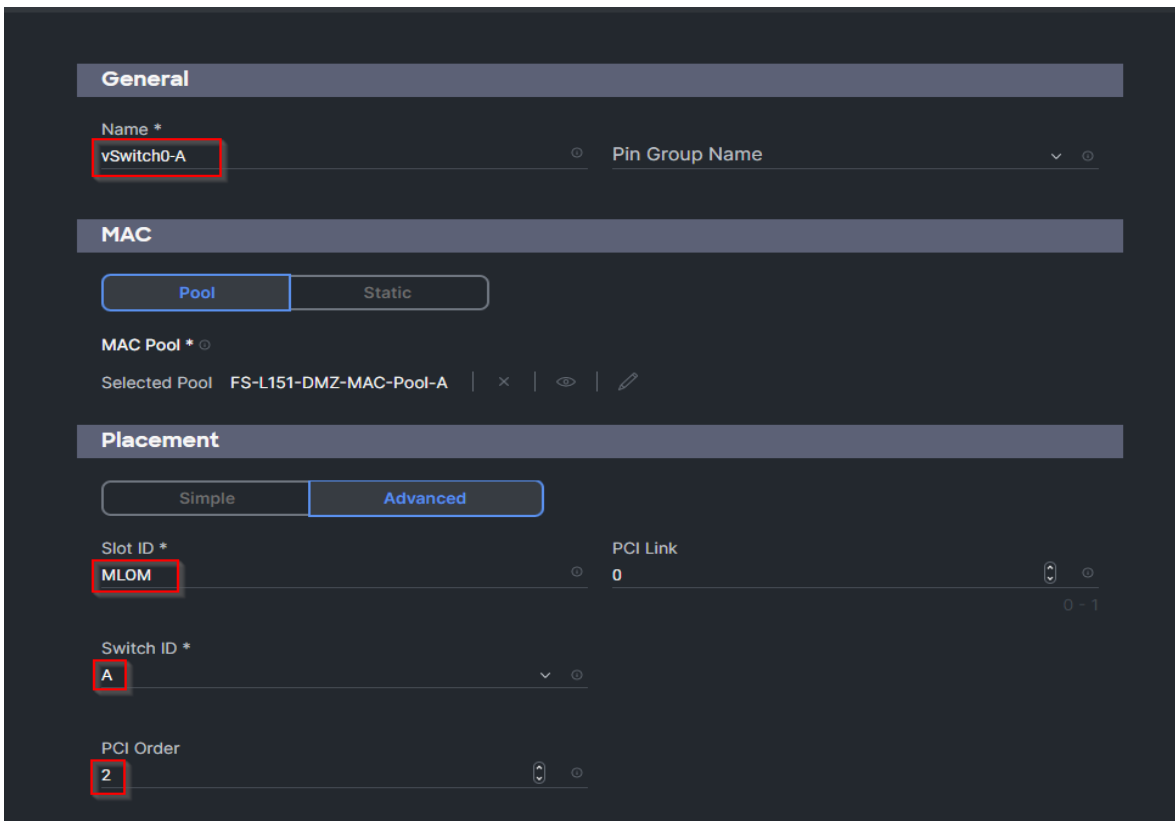 General
Name *
vSwitch0-A
Pin Group Name
MAC
Pool Static
MAC Pool *
Selected Pool FS-L151-DMZ-MAC-Pool-A
Placement
Simple Advanced
Slot ID * PCI Link
MLOM 0
0 - 1
Switch ID *
A
PCI Order
2